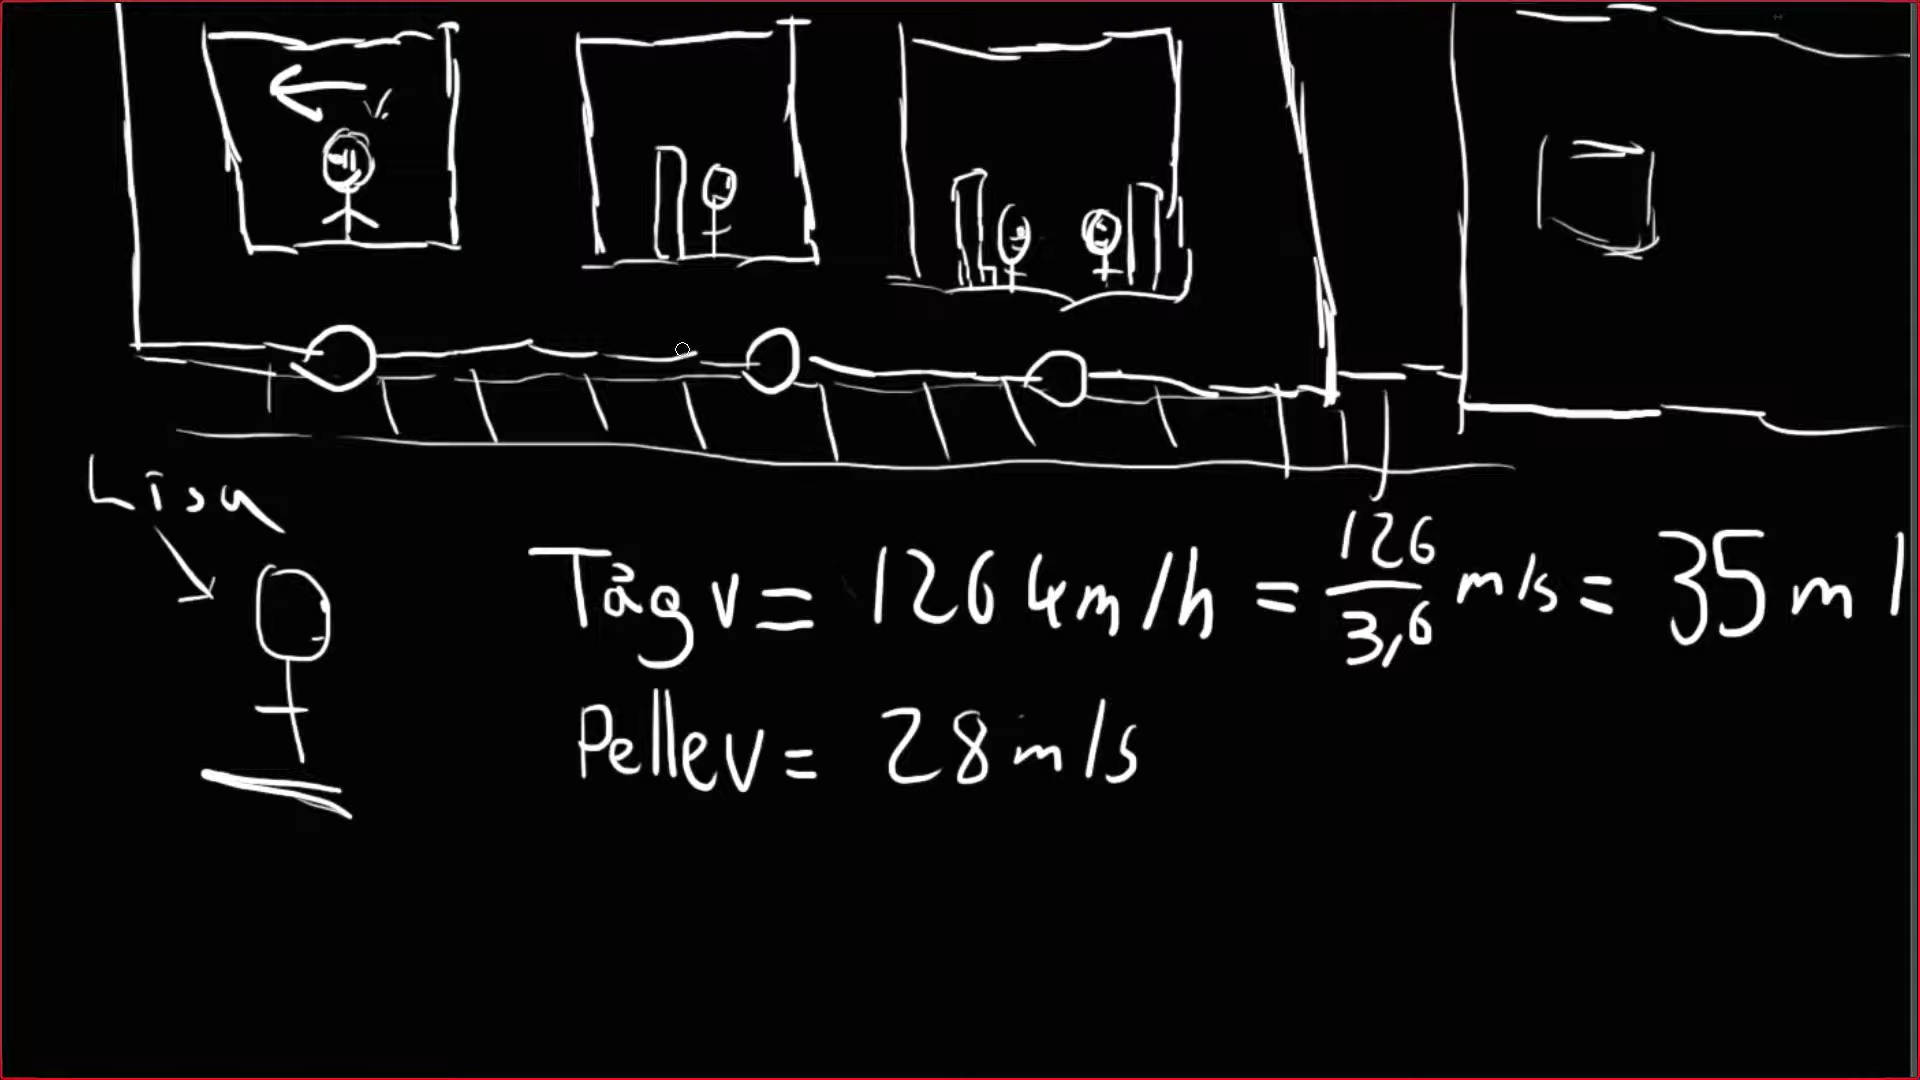 v.
Lisa
Tåg v = 126 km/h = 126/3,6 m/s = 35 m/
Pelle v = 28 m/s